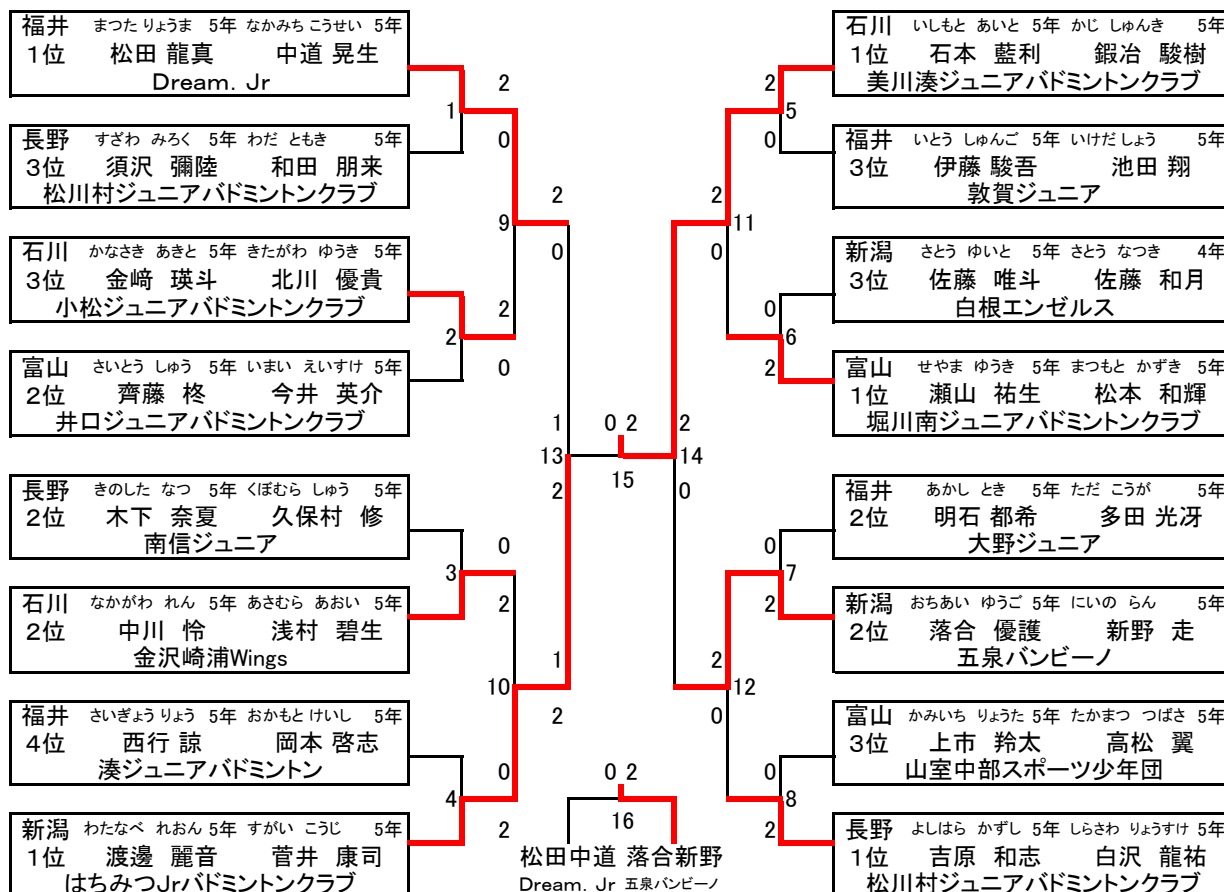 福井 まつた りょうま 5年 なかみち こうせい 5年
1位 松田 龍真 中道 晃生
Dream. Jr
長野 すざわ みろく 5年 わだ ともき 5年
3位 須沢 彌陸 和田 朋来
松川村ジュニアバドミントンクラブ
石川 かなさき あきと 5年 きたがわ ゆうき 5年
3位 金﨑 瑛斗 北川 優貴
小松ジュニアバドミントンクラブ
富山 さいとう しゅう 5年 いまい えいすけ 5年
2位 齊藤 柊 今井 英介
井口ジュニアバドミントンクラブ
長野 きのした なつ 5年 くぼむら しゅう 5年
2位 木下 奈夏 久保村 修
南信ジュニア
石川 なかがわ れん 5年 あさむら あおい 5年
2位 中川 怜 浅村 碧生
金沢崎浦Wings
福井 さいぎょう りょう 5年 おかもと けいし 5年
4位 西行 諒 岡本 啓志
湊ジュニアバドミントン
新潟 わたなべ れおん 5年 すがい こうじ 5年
1位 渡邊 麗音 菅井 康司
はちみつJrバドミントンクラブ
2
1
0
2
9
0
2
2
0
1
13
2
0
3
2
1
10
2
0
4
2
0 2
15
0 2
16
松田中道 落合新野
Dream. Jr 五泉バンビーノ
2
5
0
2
11
0
0
6
2
2
14
0
0
7
2
2
12
0
0
8
2
石川 いしもと あいと 5年 かじ しゅんき 5年
1位 石本 藍利 鍜冶 駿樹
美川湊ジュニアバドミントンクラブ
福井 いとう しゅんご 5年 いけだ しょう 5年
3位 伊藤 駿吾 池田 翔
敦賀ジュニア
新潟 さとう ゆいと 5年 さとう なつき 4年
3位 佐藤 唯斗 佐藤 和月
白根エンゼルス
富山 せやま ゆうき 5年 まつもと かずき 5年
1位 瀬山 祐生 松本 和輝
堀川南ジュニアバドミントンクラブ
福井 あかし とき 5年 ただ こうが 5年
2位 明石 都希 多田 光冴
大野ジュニア
新潟 おちあい ゆうご 5年 にいの らん 5年
2位 落合 優護 新野 走
五泉バンビーノ
富山 かみいち りょうた 5年 たかまつ つばさ 5年
3位 上市 羚太 高松 翼
山室中部スポーツ少年団
長野 よしはら かずし 5年 しらさわ りょうすけ 5年
1位 吉原 和志 白沢 龍祐
松川村ジュニアバドミントンクラブ